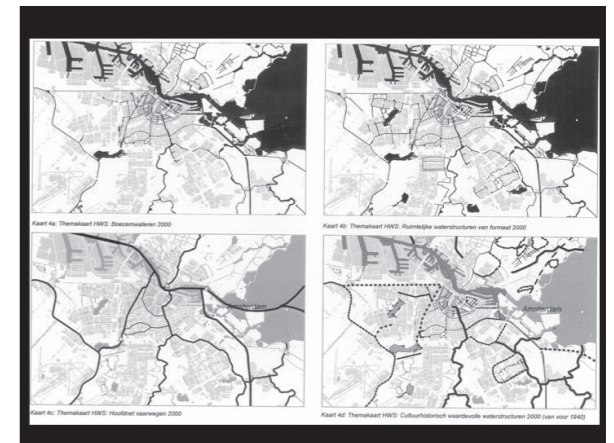 Kaart 4a: Themakaart HWS: Boezemwateren 2000
Kaart 4b: Themakaart HWS: Ruimtelijke waterstructuren van formaat 2000
Amsterdam
Kaart 4c: Themakaart HWS: Hoofdnet vaarwegen 2000
Amsterdam
Kaart 4d: Themakaart HWS: Cultuurhistorisch waardevolle waterstructuren 2000 (van voor 1940)